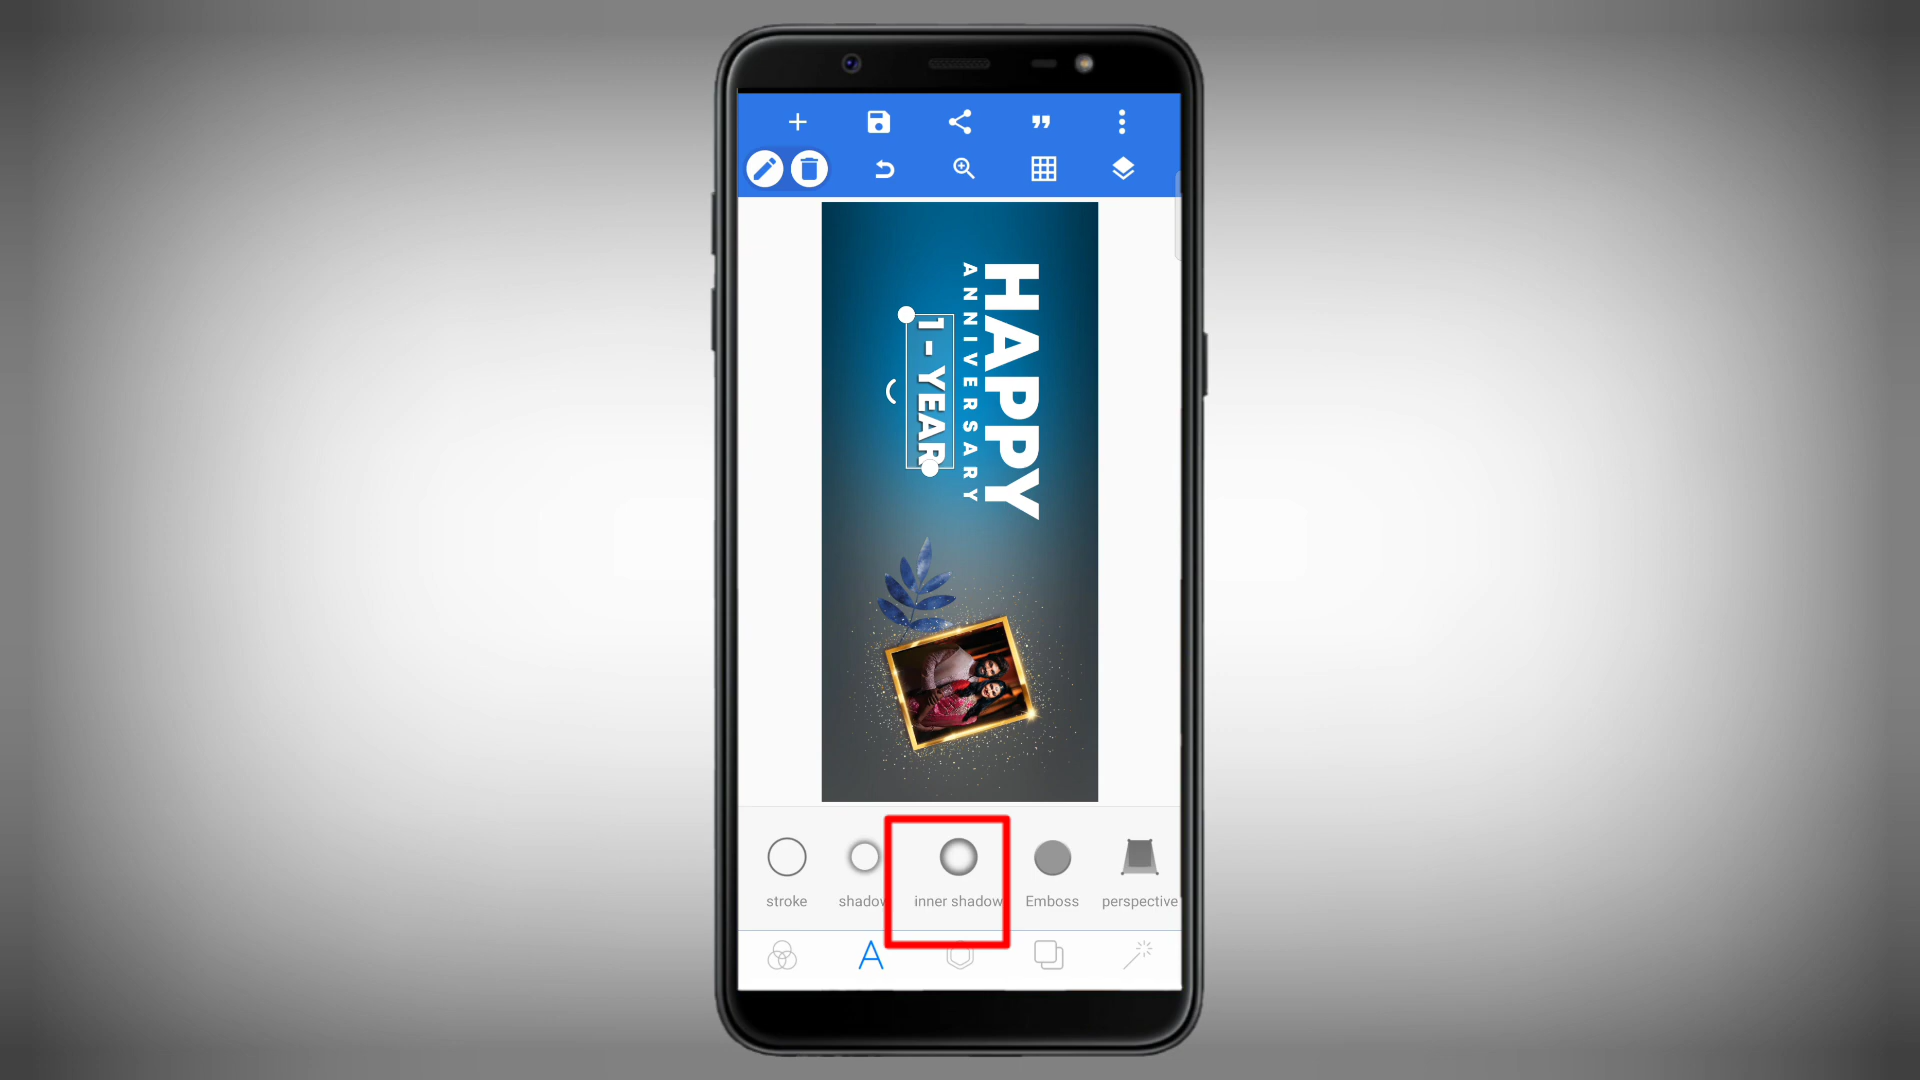 HAPPY
ANNIVERSARY
1 - YEAR
stroke
shadow
inner shadow
Emboss
perspective